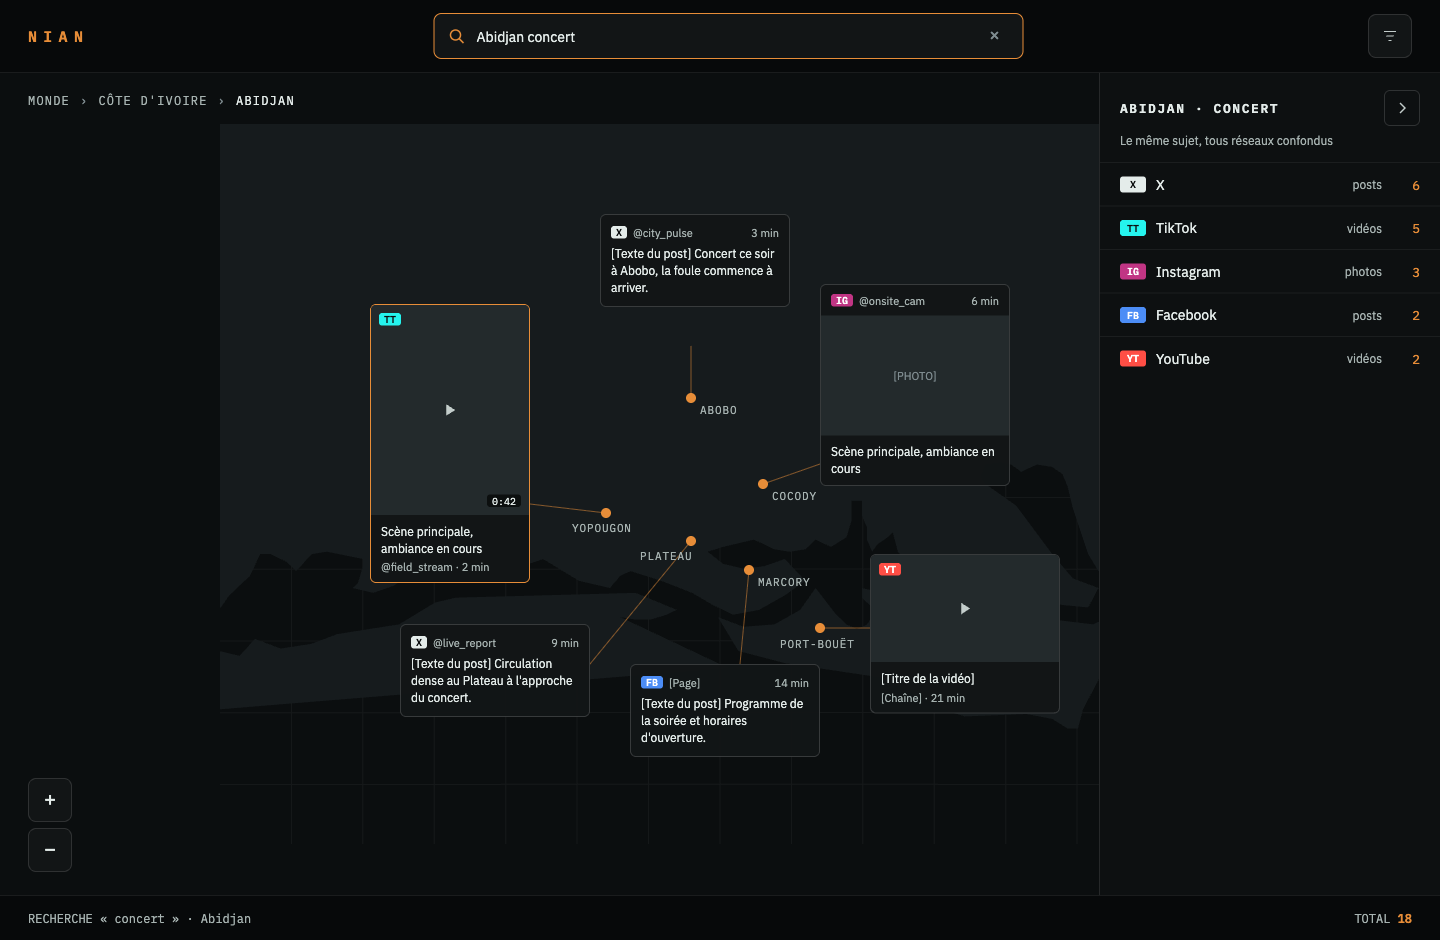 NIAN
Abidjan concert
×
MONDE › CÔTE D'IVOIRE › ABIDJAN
ABIDJAN · CONCERT
Le même sujet, tous réseaux confondus
X X posts 6
TT TikTok vidéos 5
IG Instagram photos 3
FB Facebook posts 2
YT YouTube vidéos 2
X @city_pulse 3 min
[Texte du post] Concert ce soir
à Abobo, la foule commence à
arriver.
IG @onsite_cam 6 min
[PHOTO]
Scène principale, ambiance en
cours
TT
0:42
Scène principale,
ambiance en cours
@field_stream · 2 min
ABOBO
COCODY
YOPOUGON
PLATEAU
MARCORY
PORT-BOUËT
YT
[Titre de la vidéo]
[Chaîne] · 21 min
X @live_report 9 min
[Texte du post] Circulation
dense au Plateau à l'approche
du concert.
FB [Page] 14 min
[Texte du post] Programme de
la soirée et horaires
d'ouverture.
+
−
RECHERCHE « concert » · Abidjan
TOTAL 18